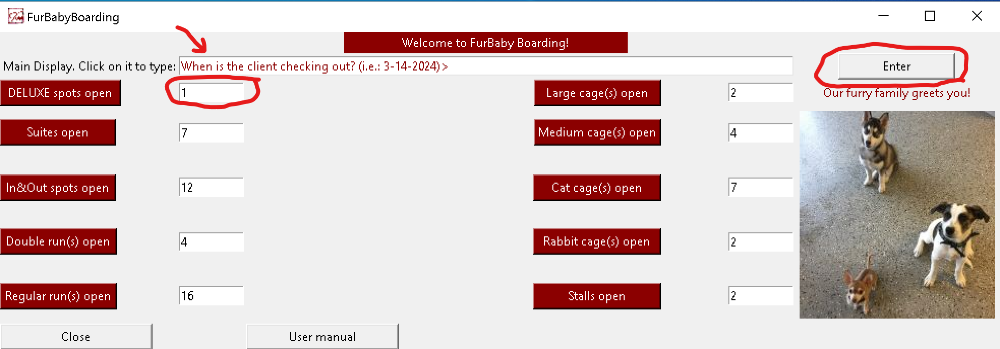 FurBabyBoarding
Welcome to FurBaby Boarding!
Main Display. Click on it to type: When is the client checking out? (i.e.: 3-14-2024) >
Enter
DELUXE spots open 1 Large cage(s) open 2
Our furry family greets you!
Suites open 7 Medium cage(s) open 4
In&Out spots open 12 Cat cage(s) open 7
Double run(s) open 4 Rabbit cage(s) open 2
Regular run(s) open 16 Stalls open 2
Close User manual